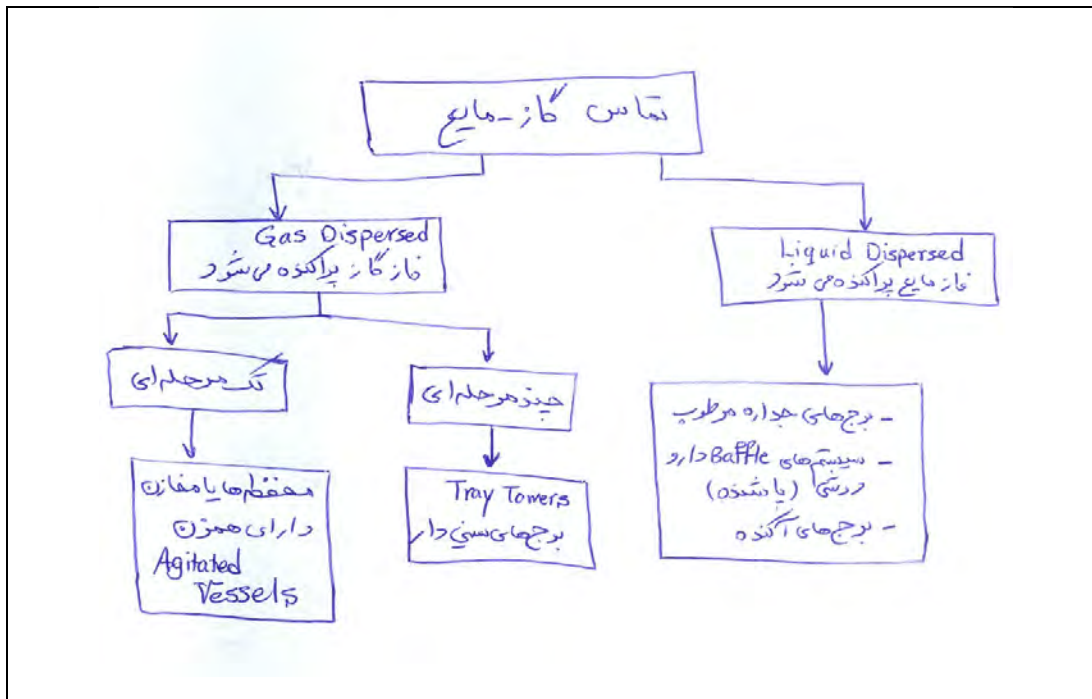 تماس گاز-مایع
Gas Dispersed
فاز گاز پراکنده می‌شود
Liquid Dispersed
فاز مایع پراکنده می‌شود
تک مرحله‌ای
چند مرحله‌ای
محفظه‌ها یا مخازن
دارای همزن
Agitated
Vessels
Tray Towers
برج‌های سینی دار
- برج‌های جداره مرطوب
- سیستم‌های Baffle دار و
(پاشنده)
- برج‌های آکنده